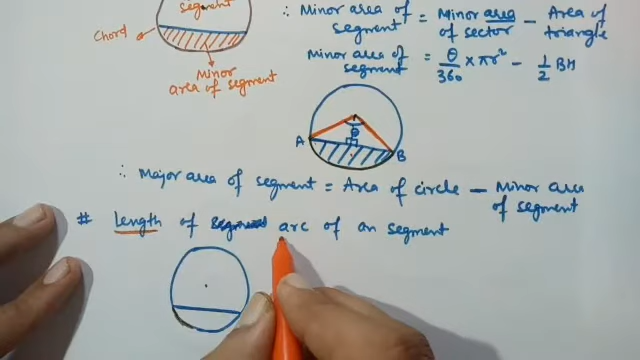 segment
Chord
Minor
area of segment
∴ Minor area of segment = Minor area of sector − Area of triangle
Minor area of segment = θ/360 × πr² − 1/2 BH
θ
A
B
∴ Major area of segment = Area of circle − Minor area of segment
# length of arc of an segment